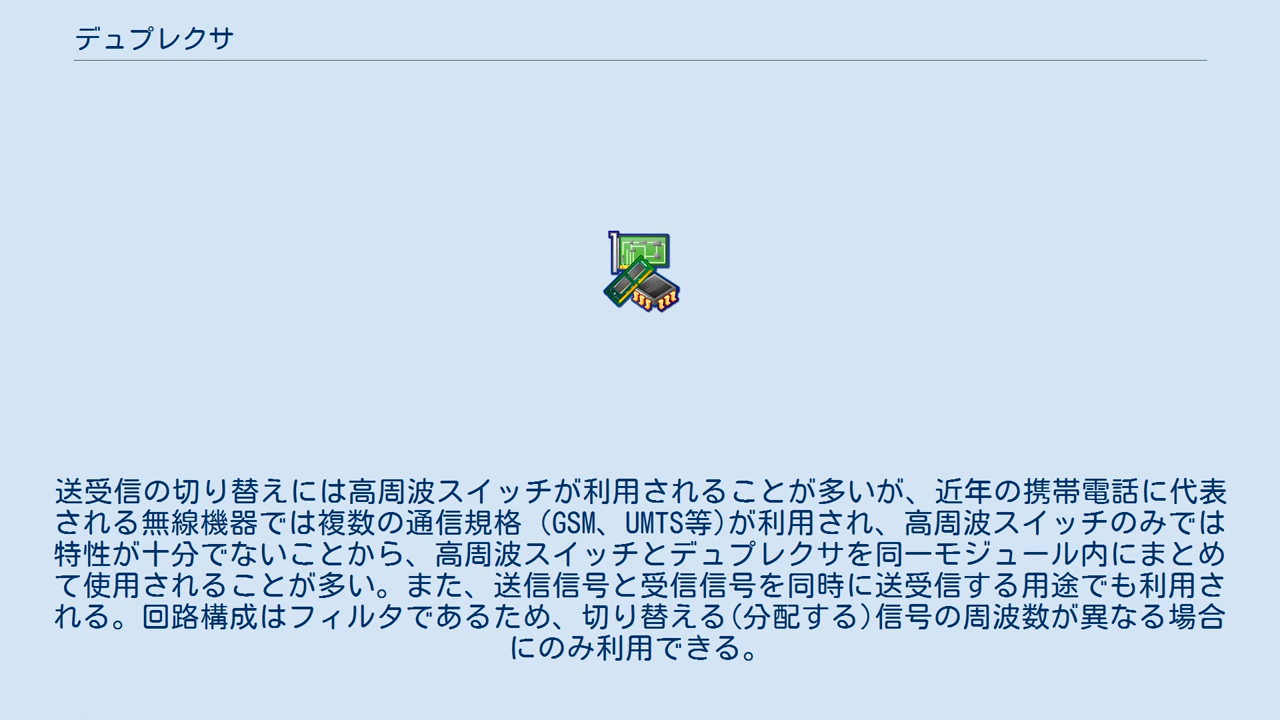 デュプレクサ
送受信の切り替えには高周波スイッチが利用されることが多いが、近年の携帯電話に代表
される無線機器では複数の通信規格 (GSM、UMTS等)が利用され、高周波スイッチのみでは
特性が十分でないことから、高周波スイッチとデュプレクサを同一モジュール内にまとめ
て使用されることが多い。また、送信信号と受信信号を同時に送受信する用途でも利用さ
れる。回路構成はフィルタであるため、切り替える(分配する)信号の周波数が異なる場合
にのみ利用できる。